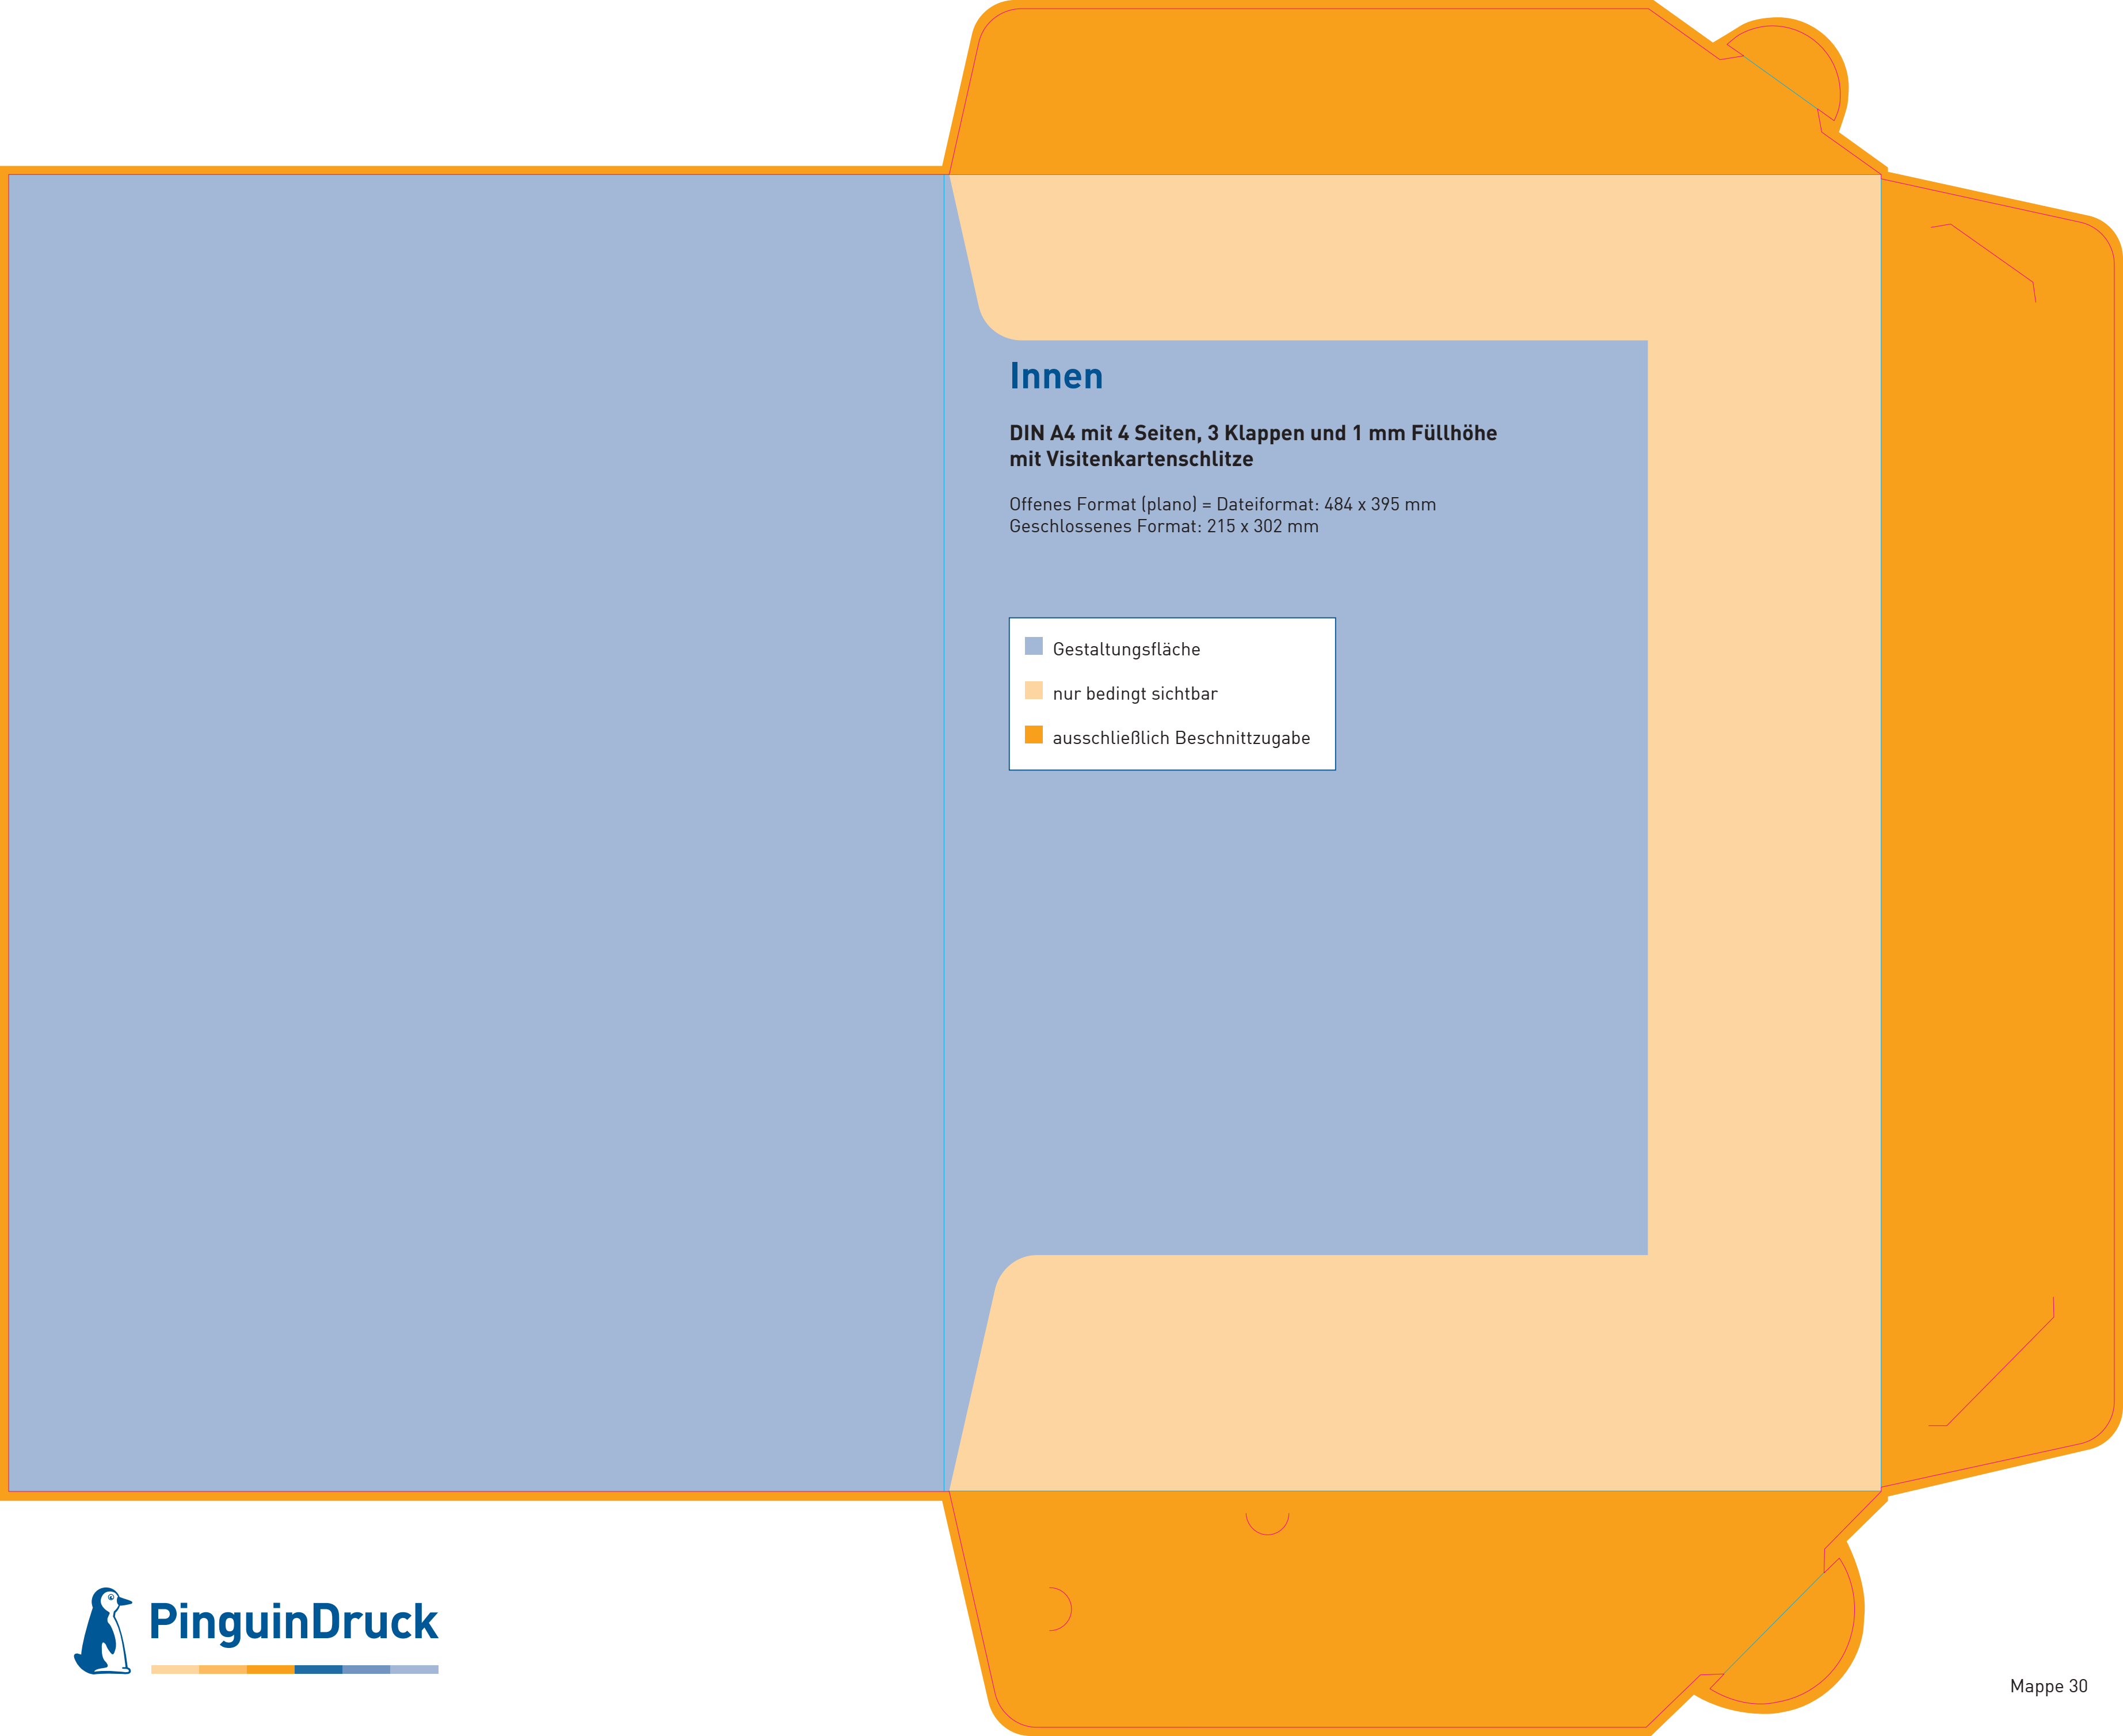 Innen
DIN A4 mit 4 Seiten, 3 Klappen und 1 mm Füllhöhe
mit Visitenkartenschlitze
Offenes Format (plano) = Dateiformat: 484 x 395 mm
Geschlossenes Format: 215 x 302 mm
Gestaltungsfläche
nur bedingt sichtbar
ausschließlich Beschnittzugabe
PinguinDruck
Mappe 30